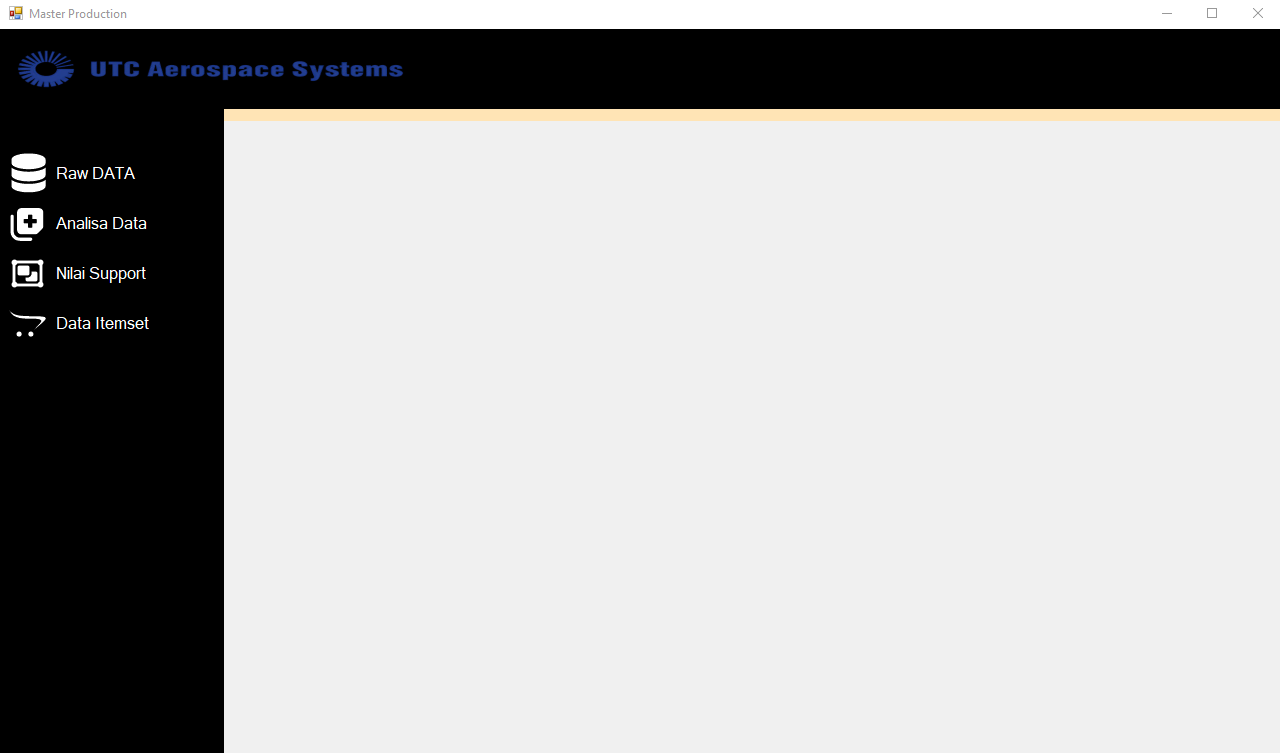 Master Production
UTC Aerospace Systems
Raw DATA
Analisa Data
Nilai Support
Data Itemset